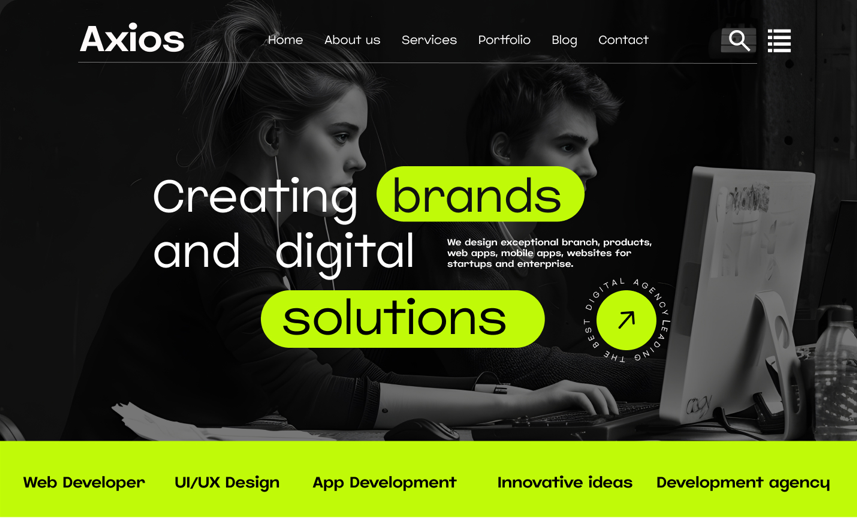 Axios
Home About us Services Portfolio Blog Contact
Creating brands
and digital
We design exceptional branch, products,
web apps, mobile apps, websites for
startups and enterprise.
solutions
DIGITAL AGENCY LEADING THE BEST
Web Developer UI/UX Design App Development Innovative ideas Development agency